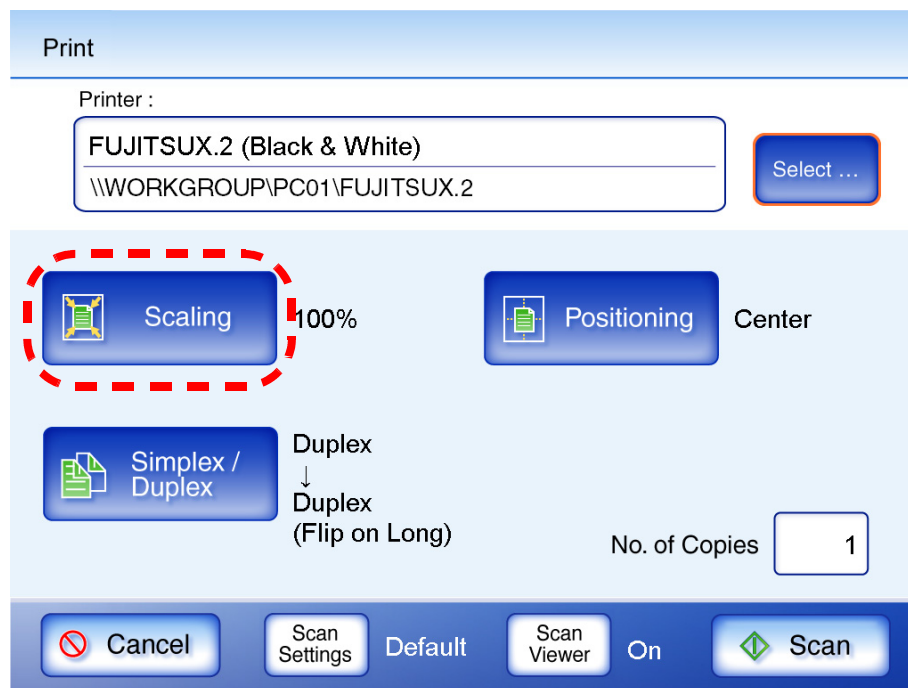 Print
Printer :
FUJITSUX.2 (Black & White)
\\WORKGROUP\PC01\FUJITSUX.2
Select ...
Scaling
100%
Positioning
Center
Simplex /
Duplex
Duplex
↓
Duplex
(Flip on Long)
No. of Copies
1
Cancel
Scan
Settings
Default
Scan
Viewer
On
Scan